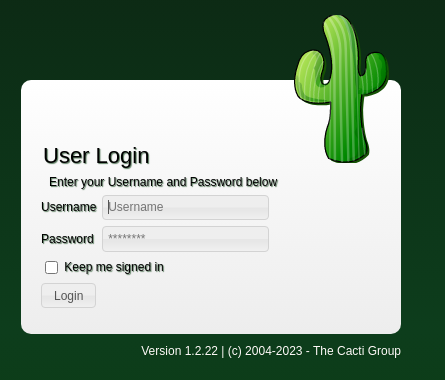 User Login
Enter your Username and Password below
Username Username
Password ********
Keep me signed in
Login
Version 1.2.22 | (c) 2004-2023 - The Cacti Group